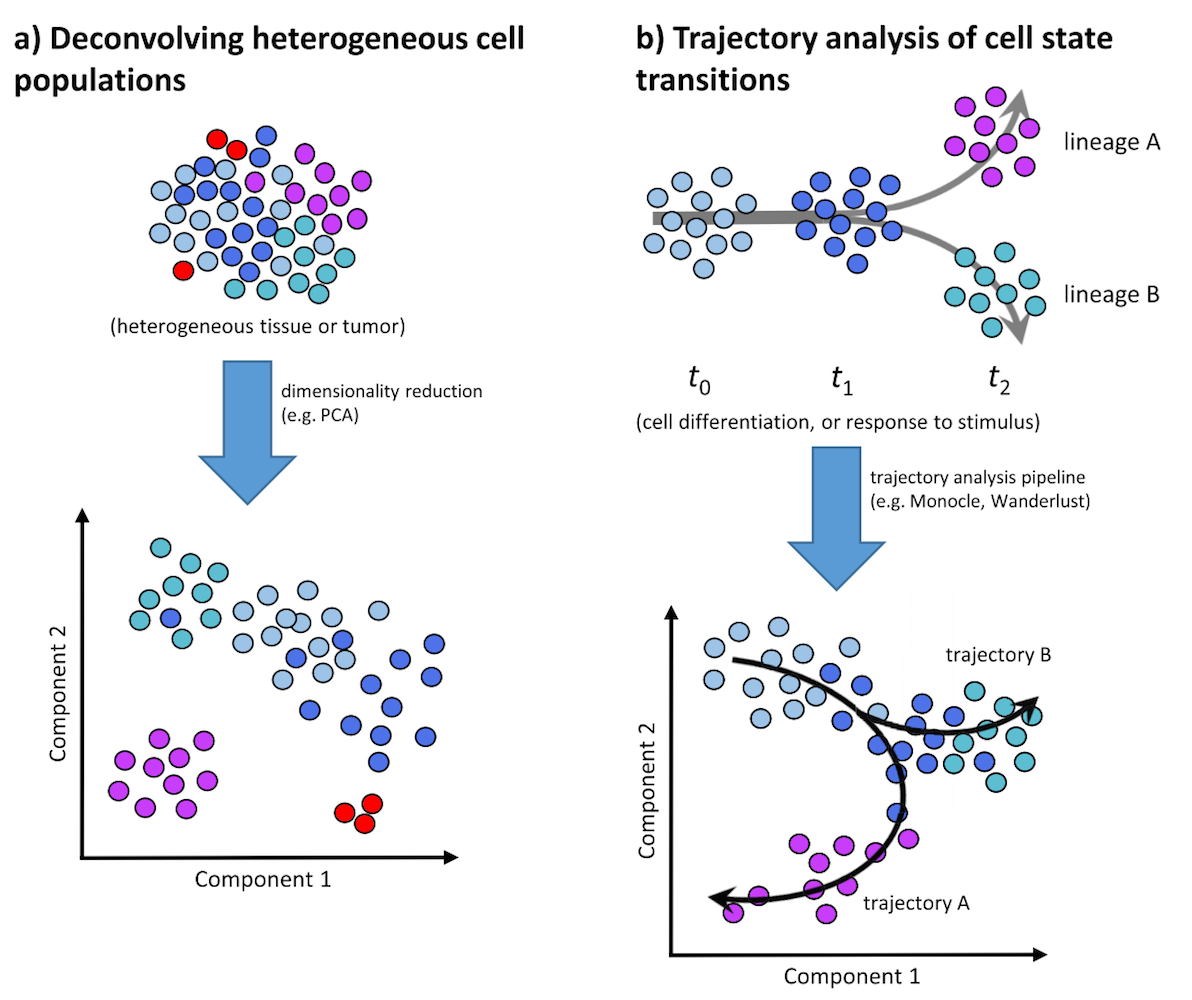 a) Deconvolving heterogeneous cell
populations
(heterogeneous tissue or tumor)
dimensionality reduction
(e.g. PCA)
Component 2
Component 1
b) Trajectory analysis of cell state
transitions
lineage A
lineage B
t0 t1 t2
(cell differentiation, or response to stimulus)
trajectory analysis pipeline
(e.g. Monocle, Wanderlust)
trajectory B
Component 2
trajectory A
Component 1